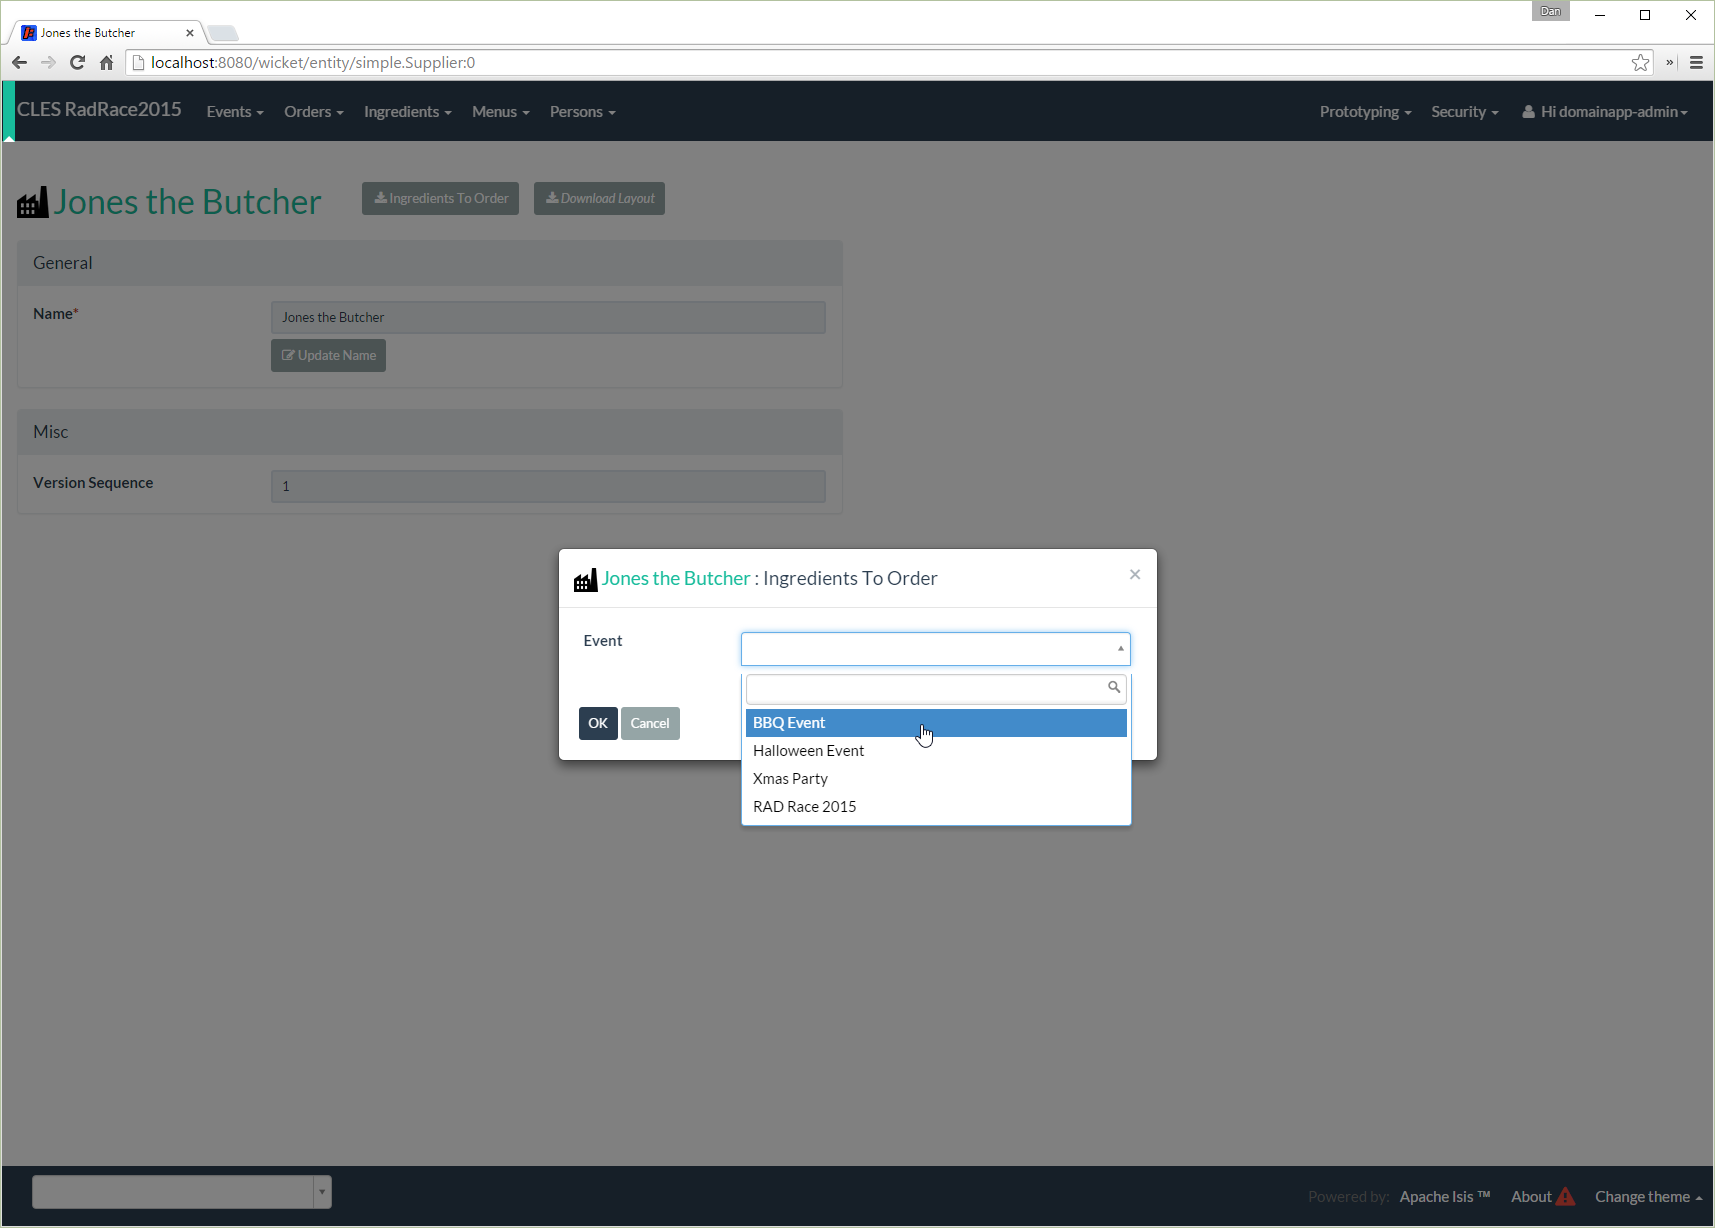 Dan
Jones the Butcher
localhost:8080/wicket/entity/simple.Supplier:0
CLES RadRace2015 Events Orders Ingredients Menus Persons Prototyping Security Hi domainapp-admin
Jones the Butcher Ingredients To Order Download Layout
General
Name* Jones the Butcher
Update Name
Misc
Version Sequence 1
Jones the Butcher : Ingredients To Order
Event
OK Cancel
BBQ Event
Halloween Event
Xmas Party
RAD Race 2015
Powered by: Apache Isis ™ About Change theme